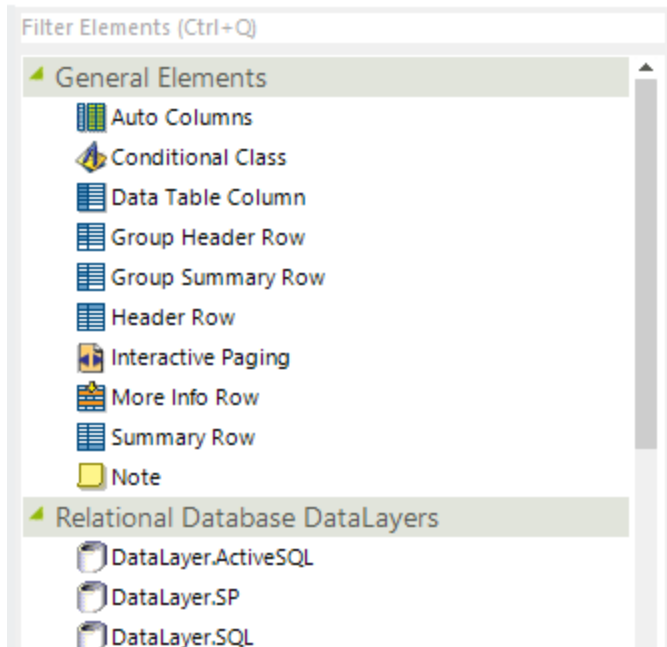 Filter Elements (Ctrl+Q)
General Elements
Auto Columns
Conditional Class
Data Table Column
Group Header Row
Group Summary Row
Header Row
Interactive Paging
More Info Row
Summary Row
Note
Relational Database DataLayers
DataLayer.ActiveSQL
DataLayer.SP
DataLayer.SQL